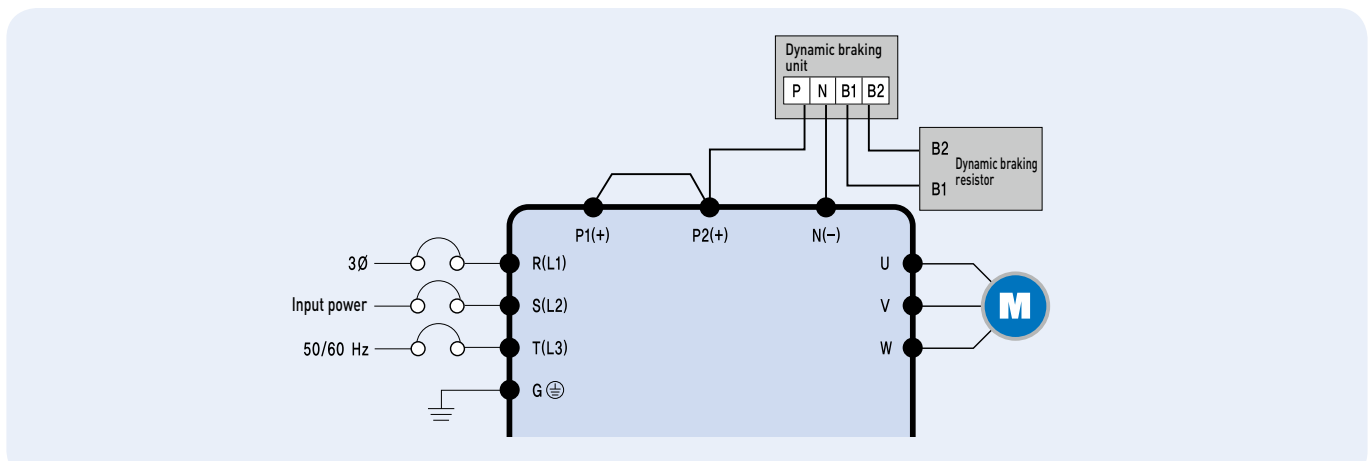 Dynamic braking
unit
P N B1 B2
B2
Dynamic braking
resistor
B1
P1(+) P2(+) N(-)
3Ø R(L1) U
Input power S(L2) V M
50/60 Hz T(L3) W
G